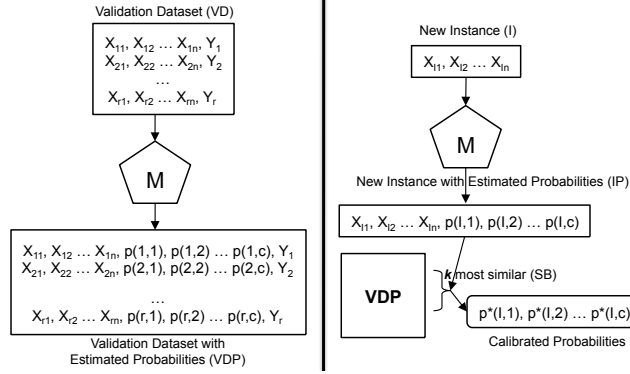 Validation Dataset (VD)
X11, X12 … X1n, Y1
X21, X22 … X2n, Y2
…
Xr1, Xr2 … Xrn, Yr
M
X11, X12 … X1n, p(1,1), p(1,2) … p(1,c), Y1
X21, X22 … X2n, p(2,1), p(2,2) … p(2,c), Y2
…
Xr1, Xr2 … Xrn, p(r,1), p(r,2) … p(r,c), Yr
Validation Dataset with
Estimated Probabilities (VDP)
New Instance (I)
XI1, XI2 … XIn
M
New Instance with Estimated Probabilities (IP)
XI1, XI2 … XIn, p(I,1), p(I,2) … p(I,c)
k most similar (SB)
VDP
p*(I,1), p*(I,2) … p*(I,c)
Calibrated Probabilities